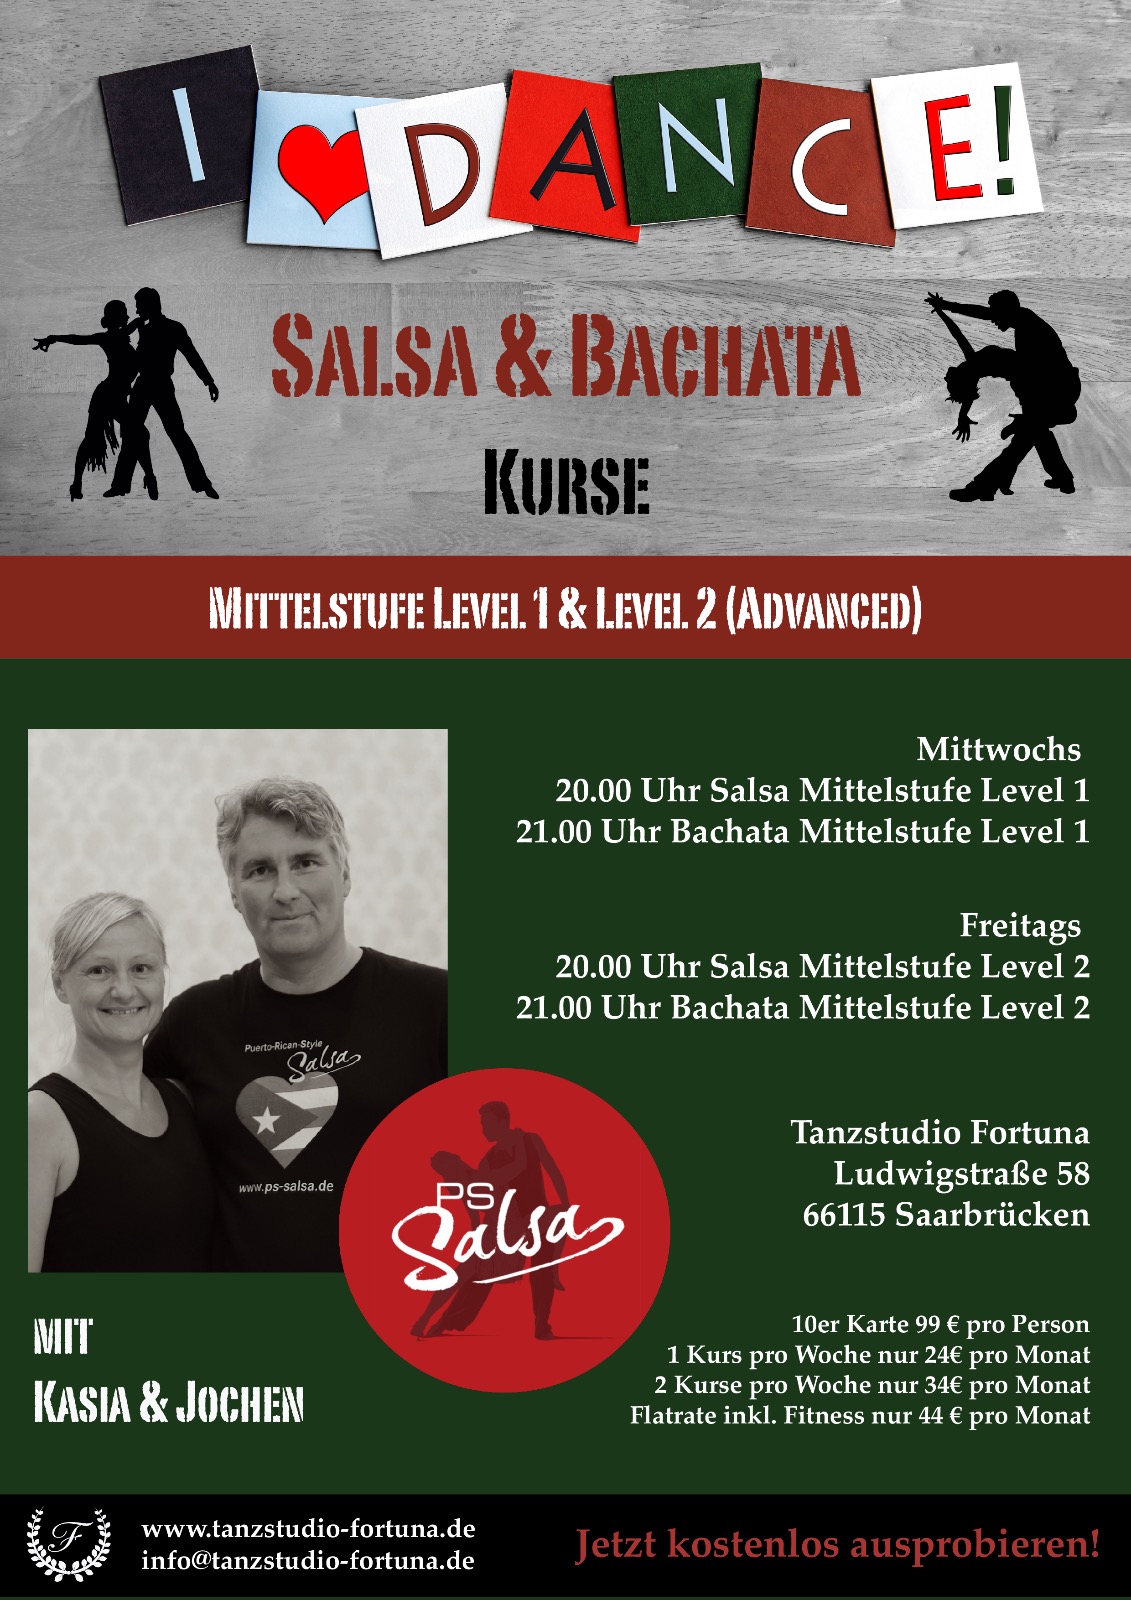 I ❤ DANCE!
SALSA & BACHATA
KURSE
MITTELSTUFE LEVEL 1 & LEVEL 2 (ADVANCED)
Mittwochs
20.00 Uhr Salsa Mittelstufe Level 1
21.00 Uhr Bachata Mittelstufe Level 1
Freitags
20.00 Uhr Salsa Mittelstufe Level 2
21.00 Uhr Bachata Mittelstufe Level 2
Puerto-Rican-Style
Salsa
www.ps-salsa.de
PS
Salsa
Tanzstudio Fortuna
Ludwigstraße 58
66115 Saarbrücken
MIT
KASIA & JOCHEN
10er Karte 99 € pro Person
1 Kurs pro Woche nur 24€ pro Monat
2 Kurse pro Woche nur 34€ pro Monat
Flatrate inkl. Fitness nur 44 € pro Monat
F
www.tanzstudio-fortuna.de
info@tanzstudio-fortuna.de
Jetzt kostenlos ausprobieren!